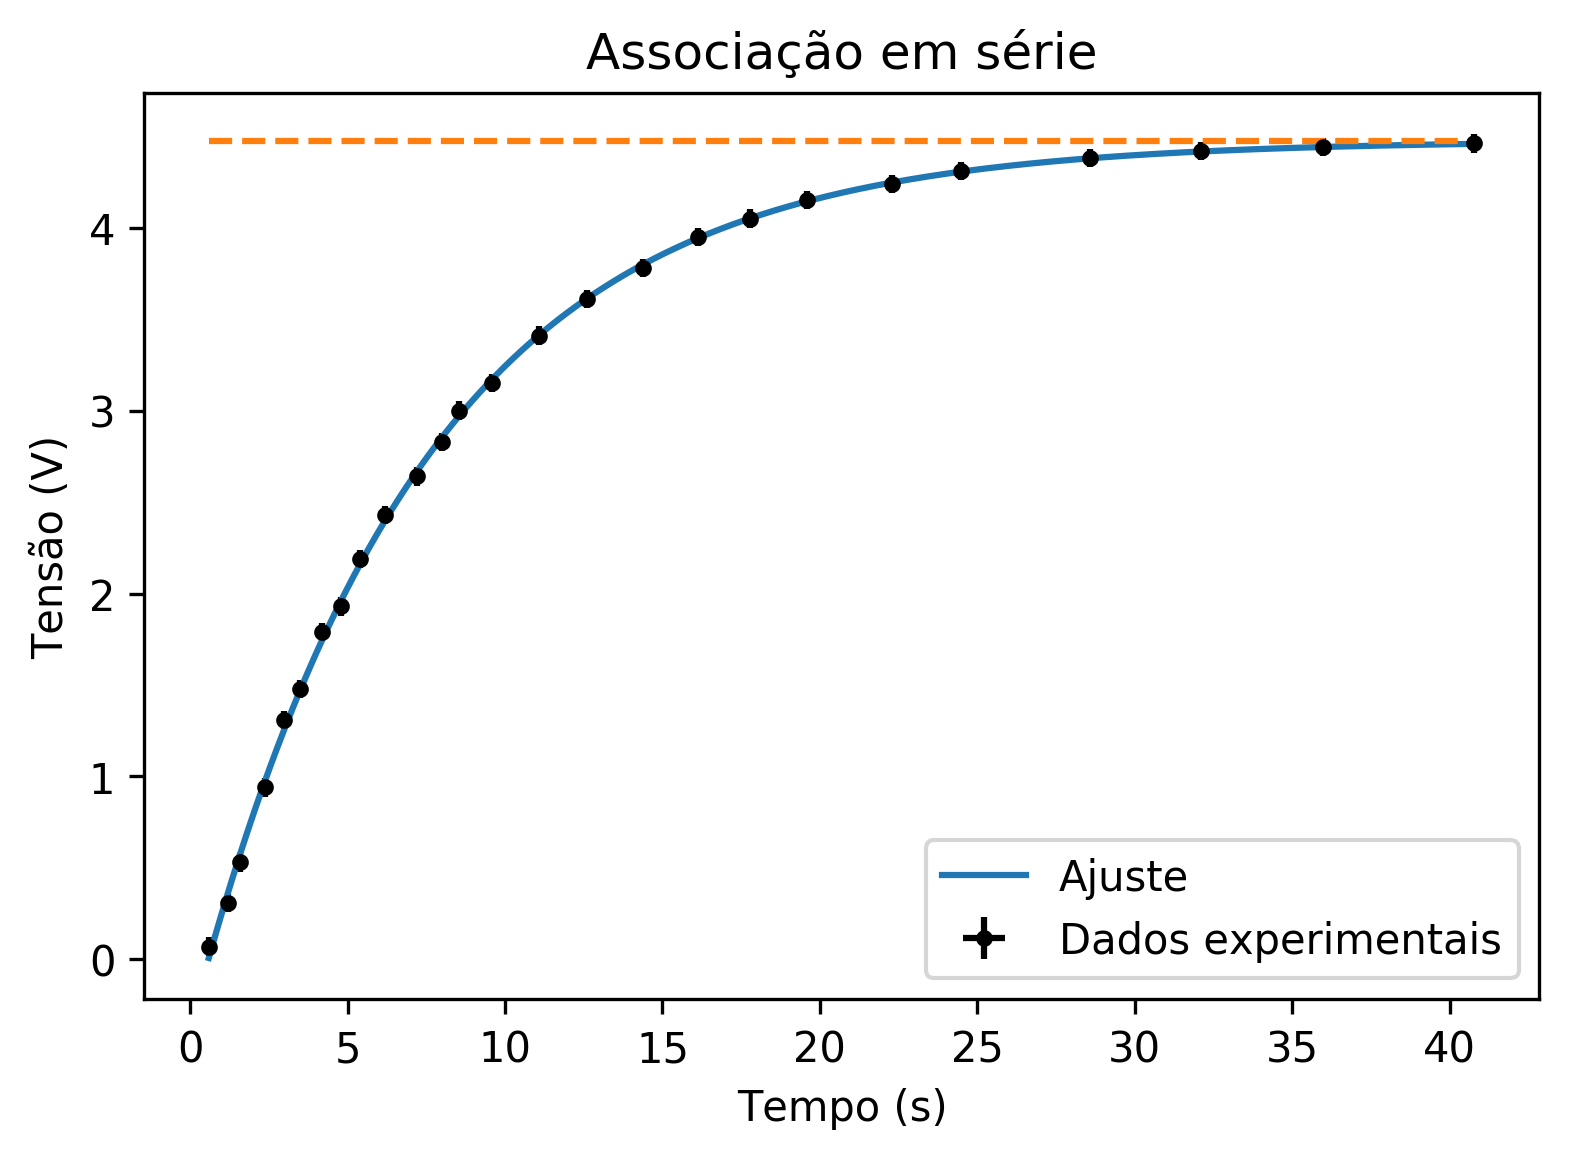 Associação em série
Tensão (V)
4
3
2
1
0
0 5 10 15 20 25 30 35 40
Tempo (s)
Ajuste
Dados experimentais